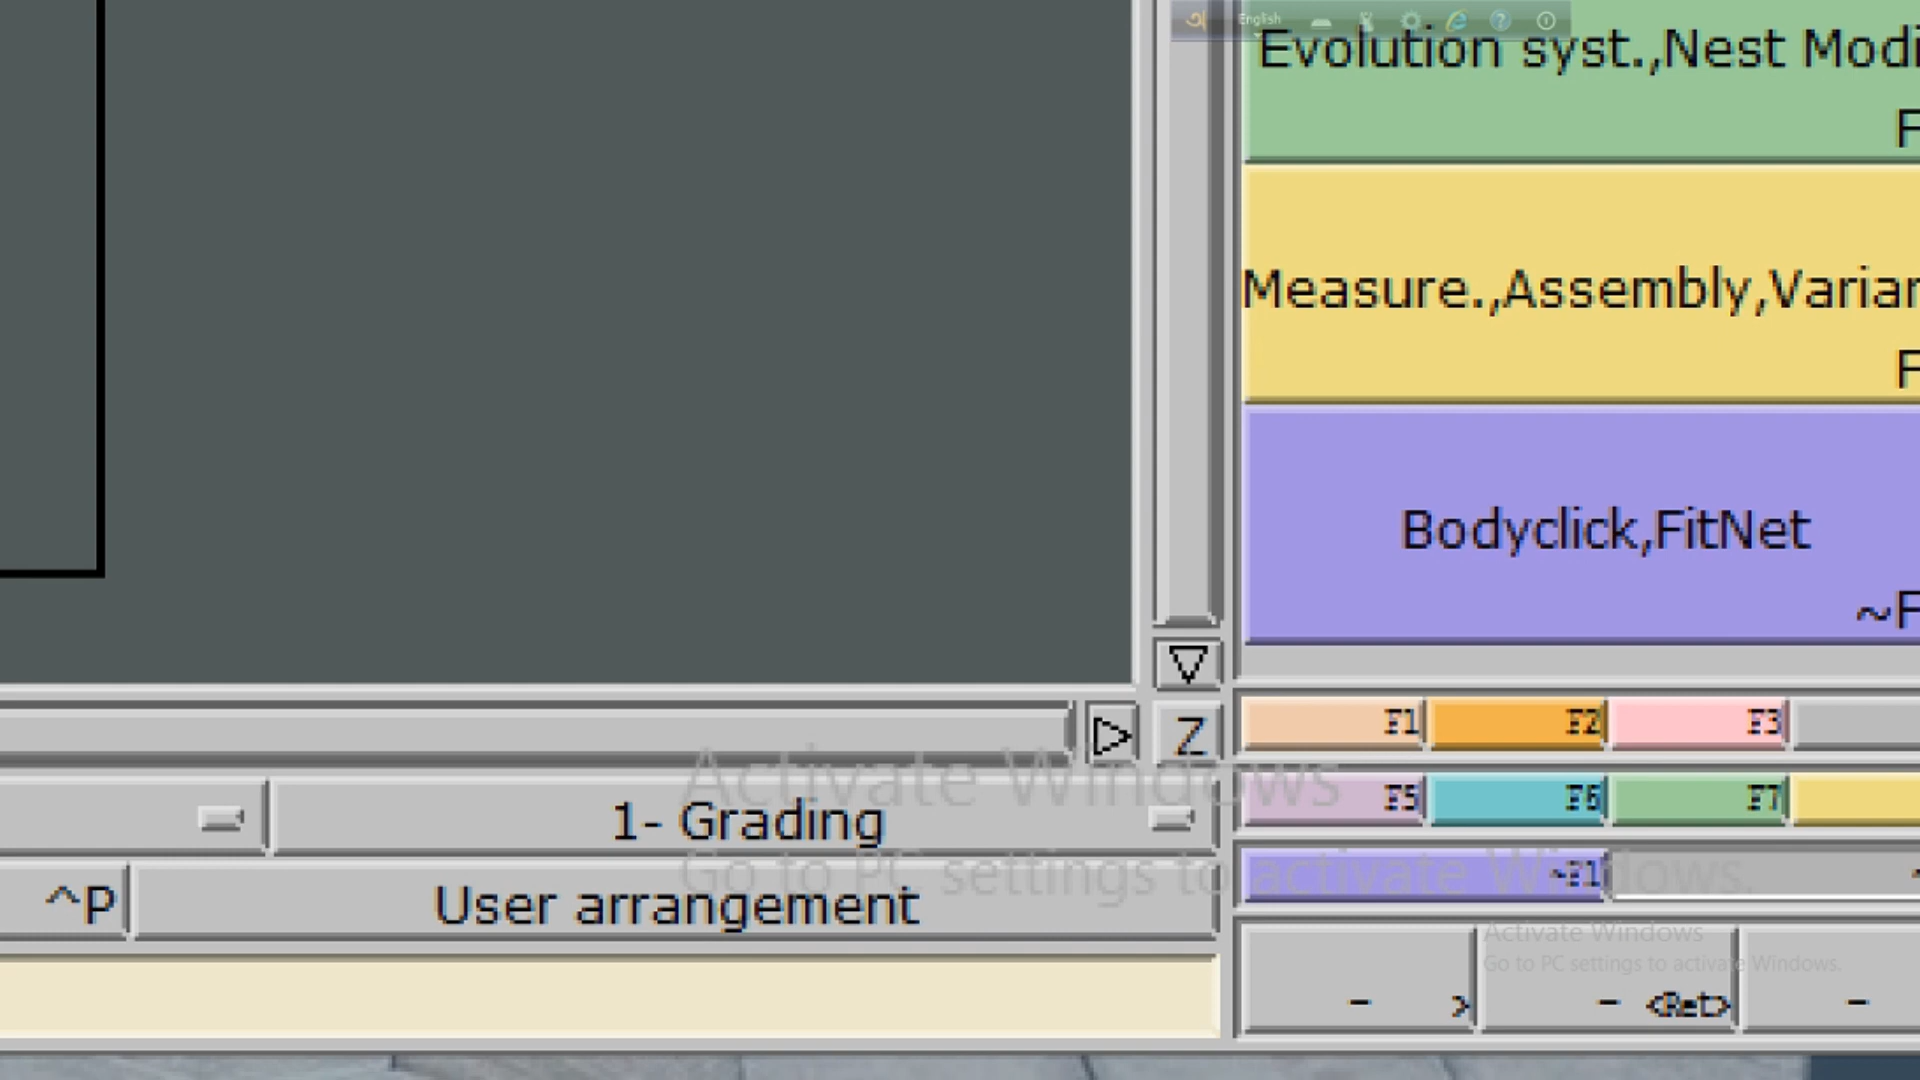 অ English
Evolution syst.,Nest Modi
F
Measure.,Assembly,Varian
F
Bodyclick,FitNet
~F
F1 F2 F3
Z
Activate Windows
F5 F6 F7
1- Grading
Go to PC settings to activate Windows.
~F1
^P User arrangement
Activate Windows
Go to PC settings to activate Windows.
- > - <Ret> -